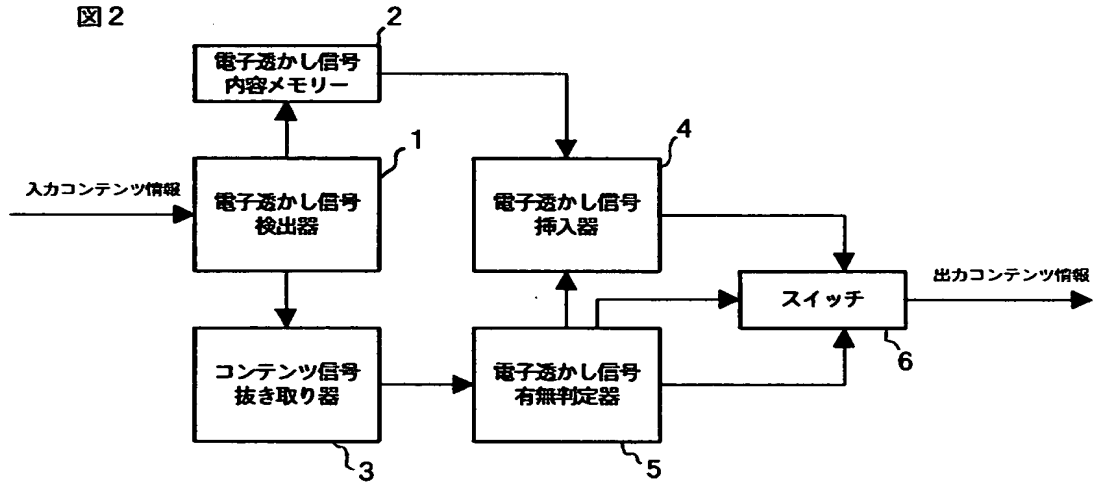 図2
2
電子透かし信号
内容メモリー
1
4
入力コンテンツ情報
電子透かし信号
検出器
電子透かし信号
挿入器
出力コンテンツ情報
スイッチ
6
コンテンツ信号
抜き取り器
電子透かし信号
有無判定器
3
5